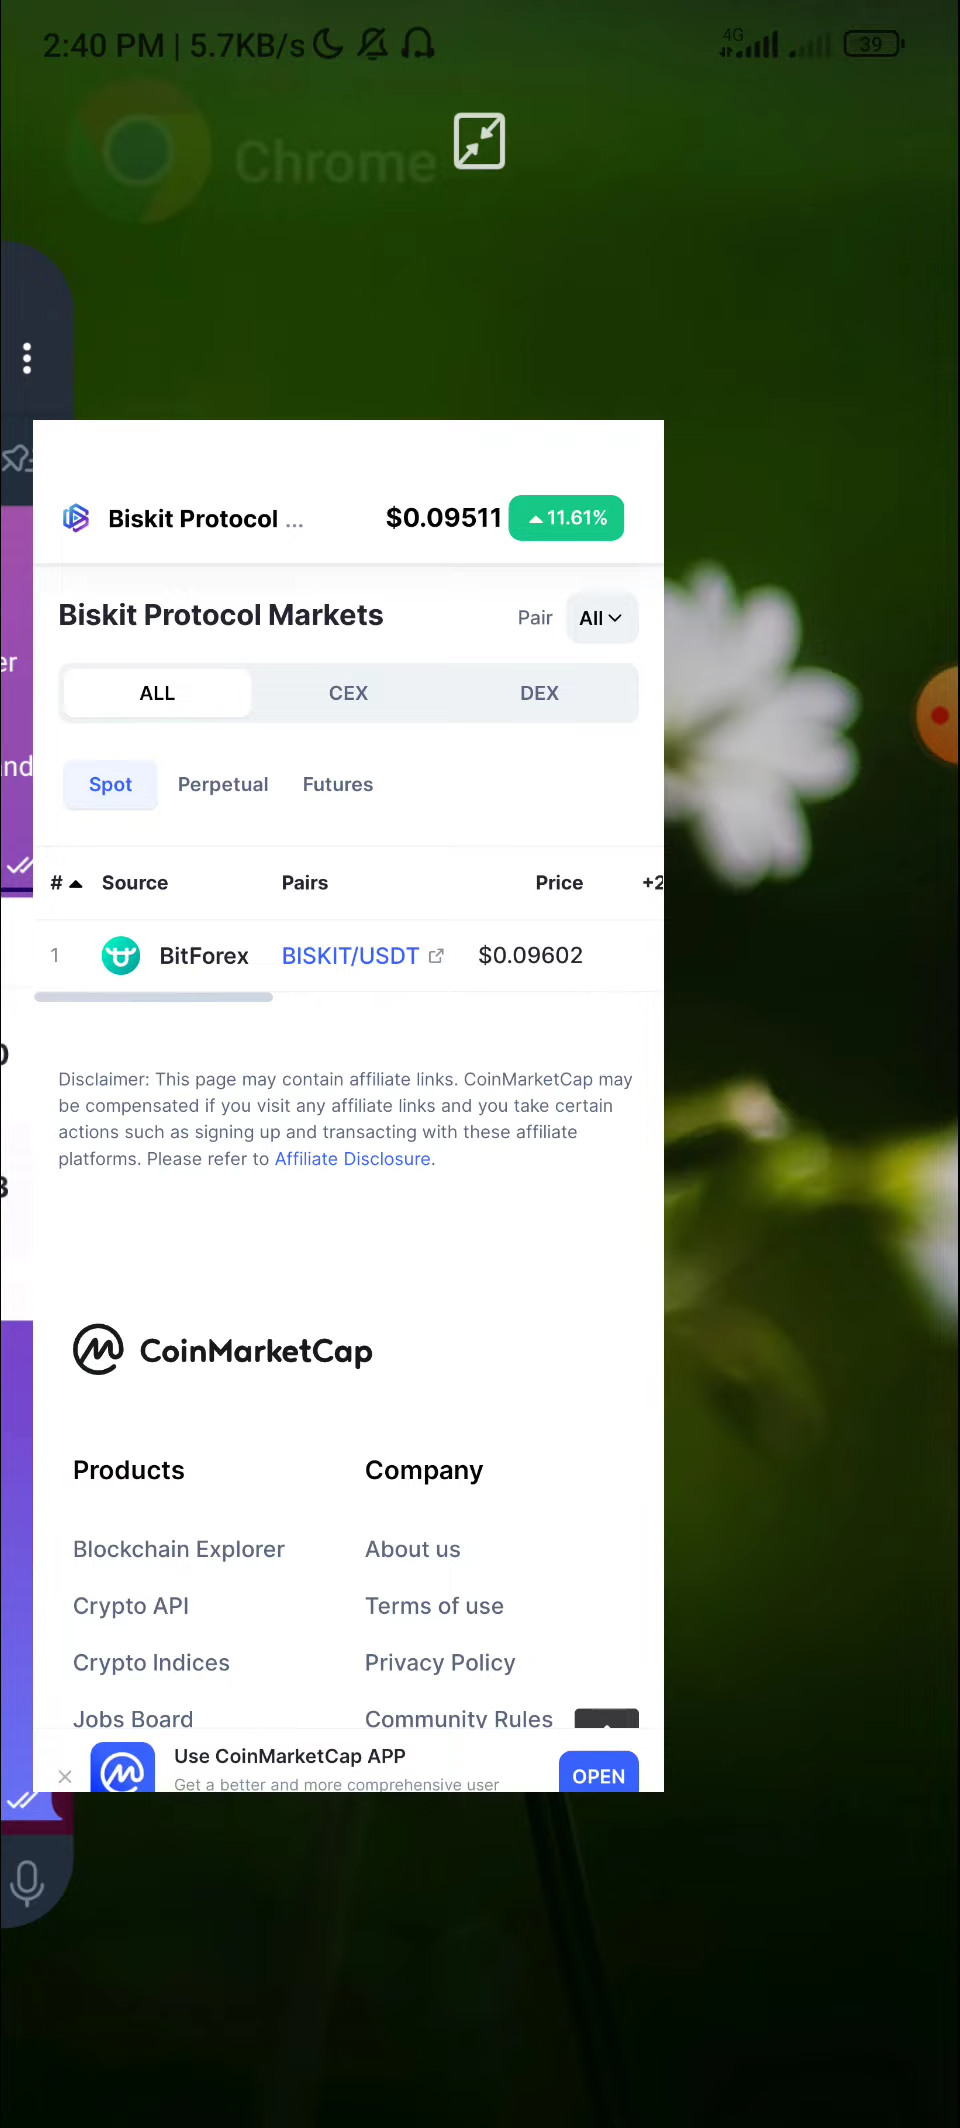 2:40 PM | 5.7KB/s 4G 39
Chrome
Biskit Protocol ... $0.09511 11.61%
Biskit Protocol Markets Pair All
ALL CEX DEX
Spot Perpetual Futures
# Source Pairs Price +2
1 BitForex BISKIT/USDT $0.09602
Disclaimer: This page may contain affiliate links. CoinMarketCap may
be compensated if you visit any affiliate links and you take certain
actions such as signing up and transacting with these affiliate
platforms. Please refer to Affiliate Disclosure.
CoinMarketCap
Products Company
Blockchain Explorer About us
Crypto API Terms of use
Crypto Indices Privacy Policy
Jobs Board Community Rules
Use CoinMarketCap APP
Get a better and more comprehensive user
OPEN